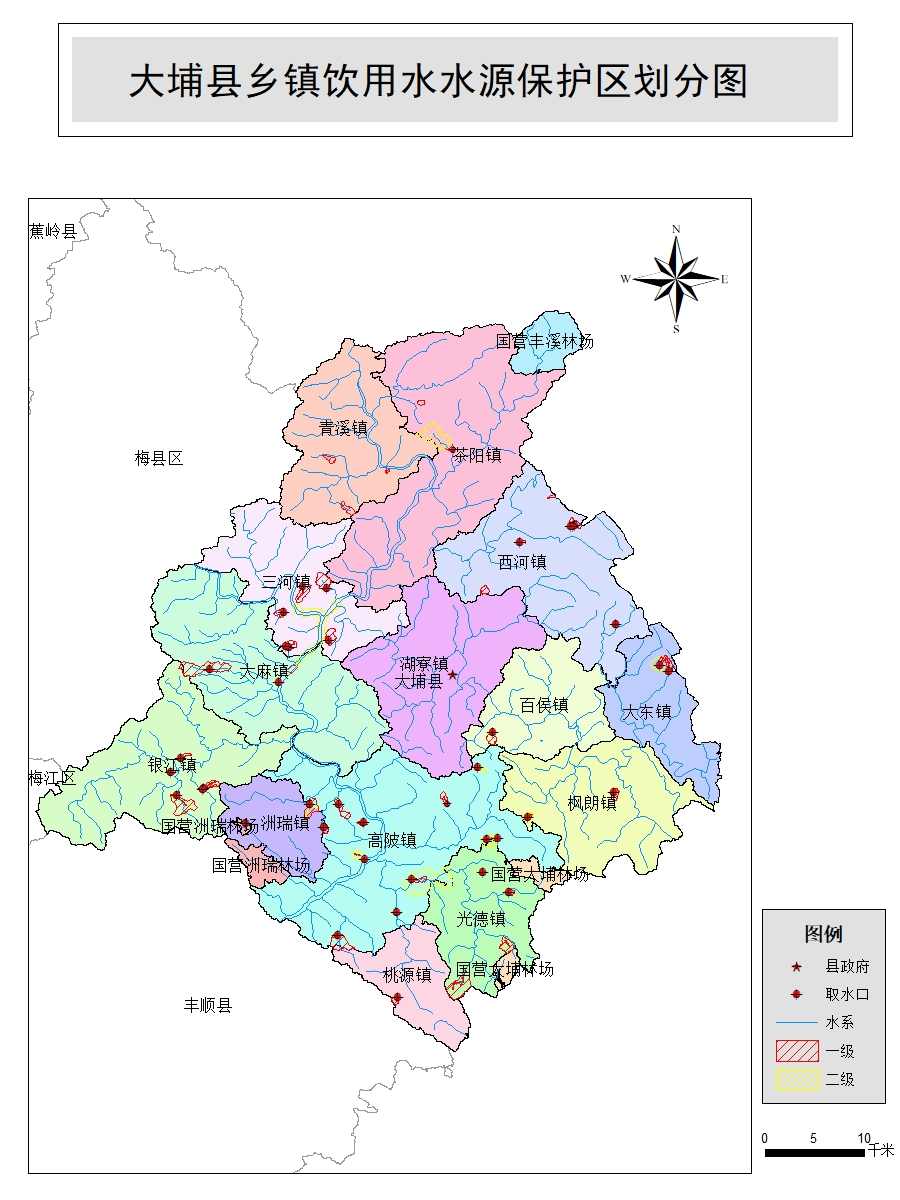 大埔县乡镇饮用水水源保护区划分图
蕉岭县
N
W
E
S
国营丰溪林场
青溪镇
茶阳镇
梅县区
西河镇
三河镇
湖寮镇
大埔县
大麻镇
百侯镇
大东镇
银江镇
梅江区
枫朗镇
国营洲瑞林场
洲瑞镇
高陂镇
国营洲瑞林场
国营大埔林场
光德镇
国营大埔林场
桃源镇
丰顺县
图例
县政府
取水口
水系
一级
二级
0 5 10
千米